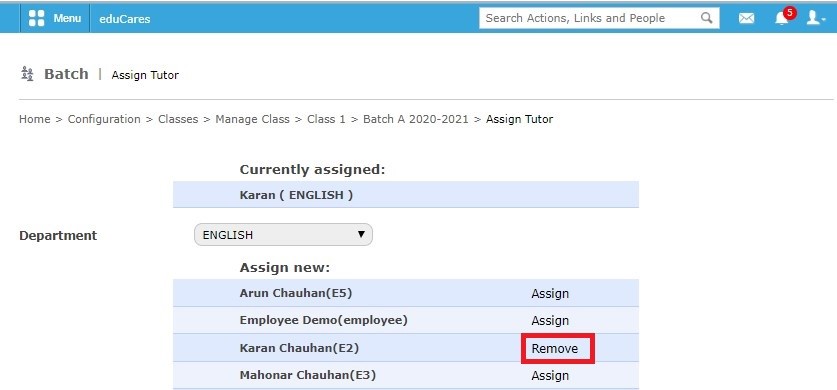 Menu eduCares Search Actions, Links and People 5
Batch | Assign Tutor
Home > Configuration > Classes > Manage Class > Class 1 > Batch A 2020-2021 > Assign Tutor
Currently assigned:
Karan ( ENGLISH )
Department ENGLISH
Assign new:
Arun Chauhan(E5) Assign
Employee Demo(employee) Assign
Karan Chauhan(E2) Remove
Mahonar Chauhan(E3) Assign